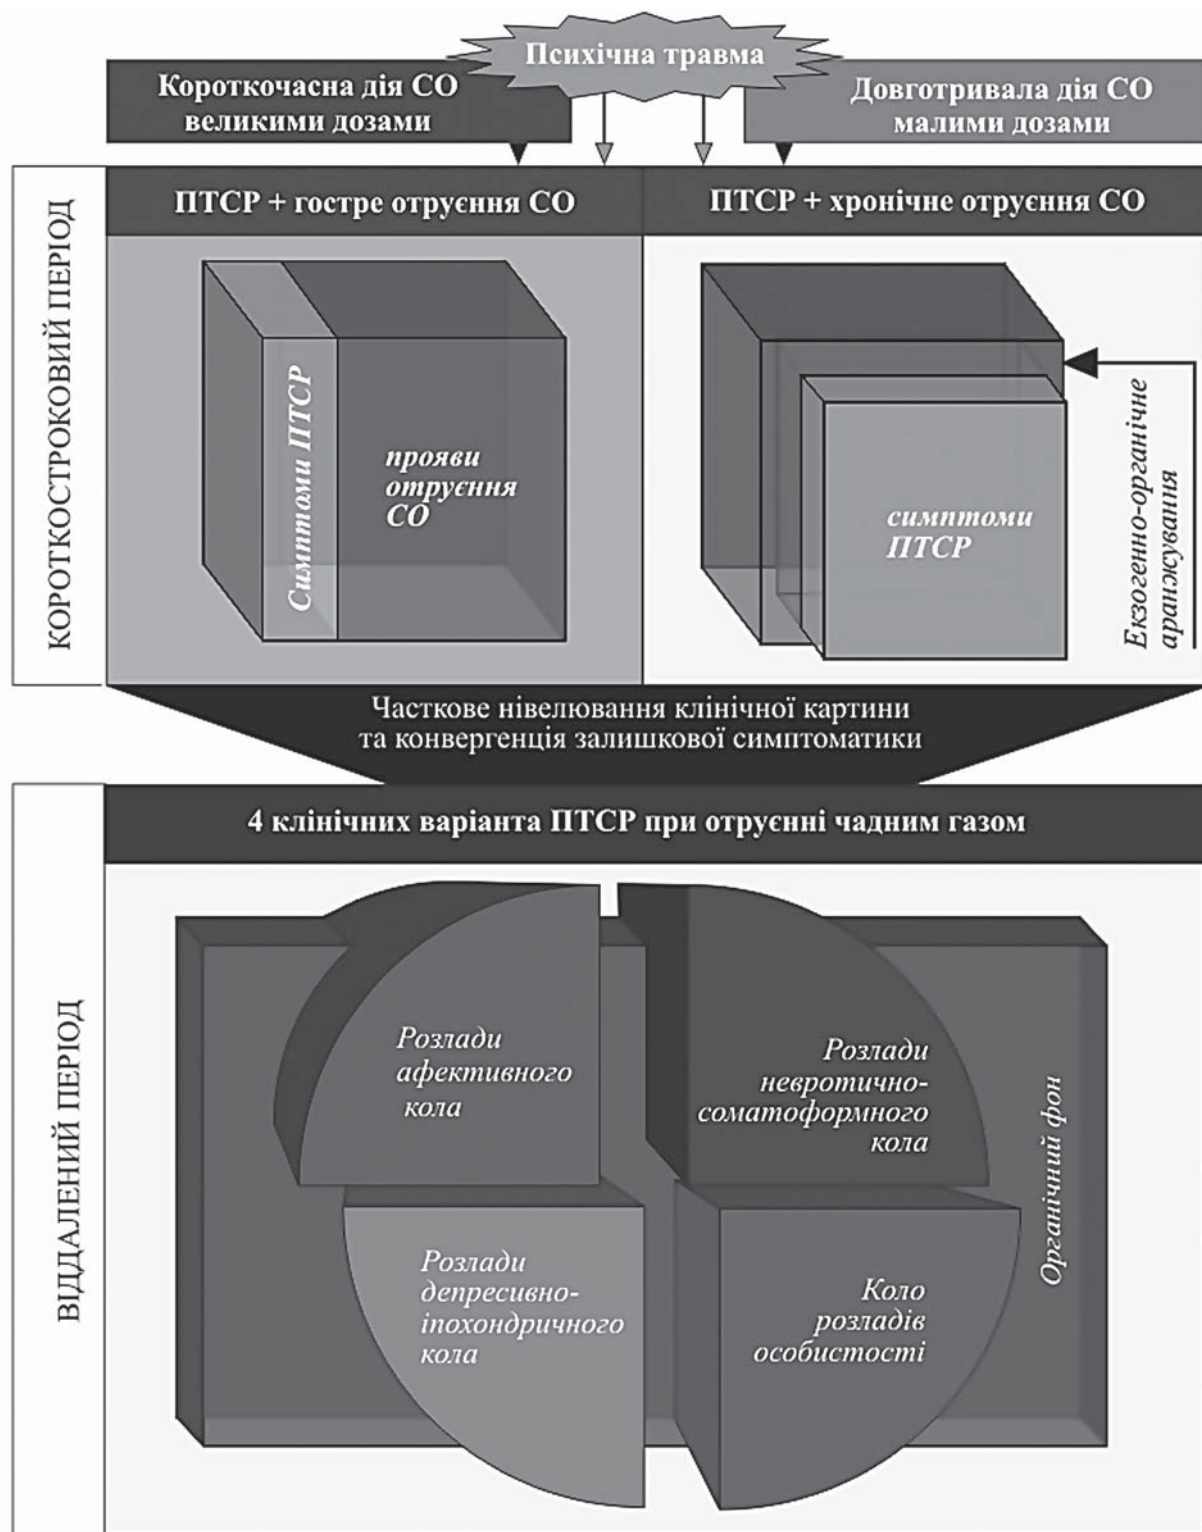 Психічна травма
Короткочасна дія СО
великими дозами
Довготривала дія СО
малими дозами
КОРОТКОСТРОКОВИЙ ПЕРІОД
ПТСР + гостре отруєння СО
ПТСР + хронічне отруєння СО
Симптоми ПТСР
прояви
отруєння
СО
симптоми
ПТСР
Екзогенно-органічне
аранжування
Часткове нівелювання клінічної картини
та конвергенція залишкової симптоматики
ВІДДАЛЕНИЙ ПЕРІОД
4 клінічних варіанта ПТСР при отруєнні чадним газом
Розлади
афективного
кола
Розлади
невротично-
соматоформного
кола
Розлади
депресивно-
іпохондричного
кола
Коло
розладів
особистості
Органічний фон